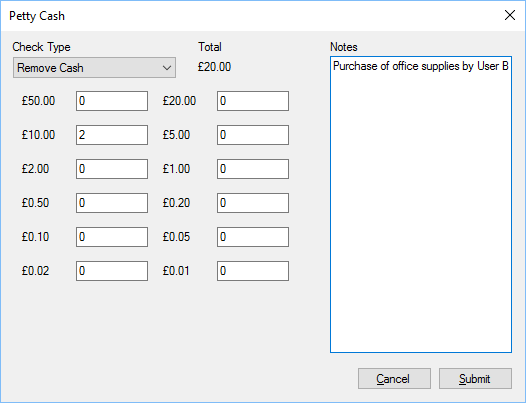 Petty Cash
Check Type Total Notes
Remove Cash £20.00 Purchase of office supplies by User B
£50.00 0 £20.00 0
£10.00 2 £5.00 0
£2.00 0 £1.00 0
£0.50 0 £0.20 0
£0.10 0 £0.05 0
£0.02 0 £0.01 0
Cancel Submit